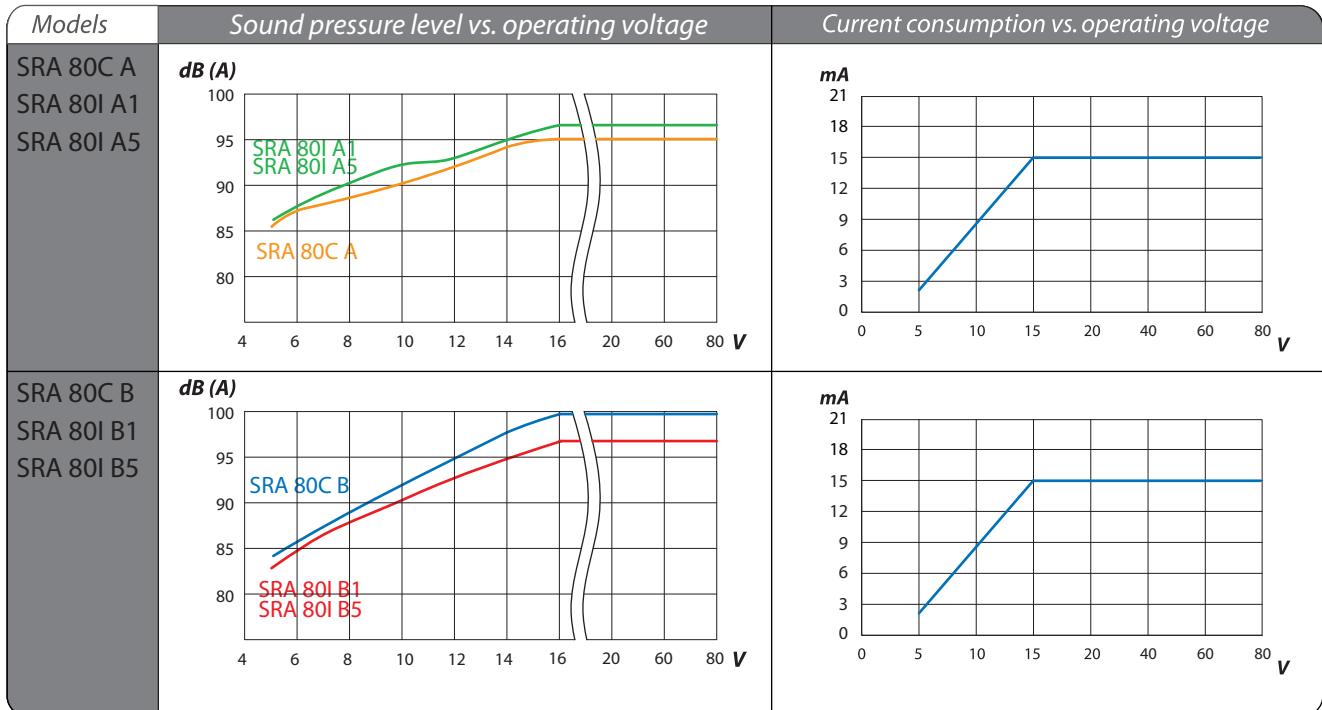 Models
Sound pressure level vs. operating voltage
Current consumption vs. operating voltage
SRA 80C A
SRA 80I A1
SRA 80I A5
dB (A)
100
95
90
85
80
SRA 80I A1
SRA 80I A5
SRA 80C A
4 6 8 10 12 14 16 20 60 80 V
mA
21
18
15
12
9
6
3
0
0 5 10 15 20 40 60 80
V
SRA 80C B
SRA 80I B1
SRA 80I B5
dB (A)
100
95
90
85
80
SRA 80C B
SRA 80I B1
SRA 80I B5
4 6 8 10 12 14 16 20 60 80 V
mA
21
18
15
12
9
6
3
0
0 5 10 15 20 40 60 80
V